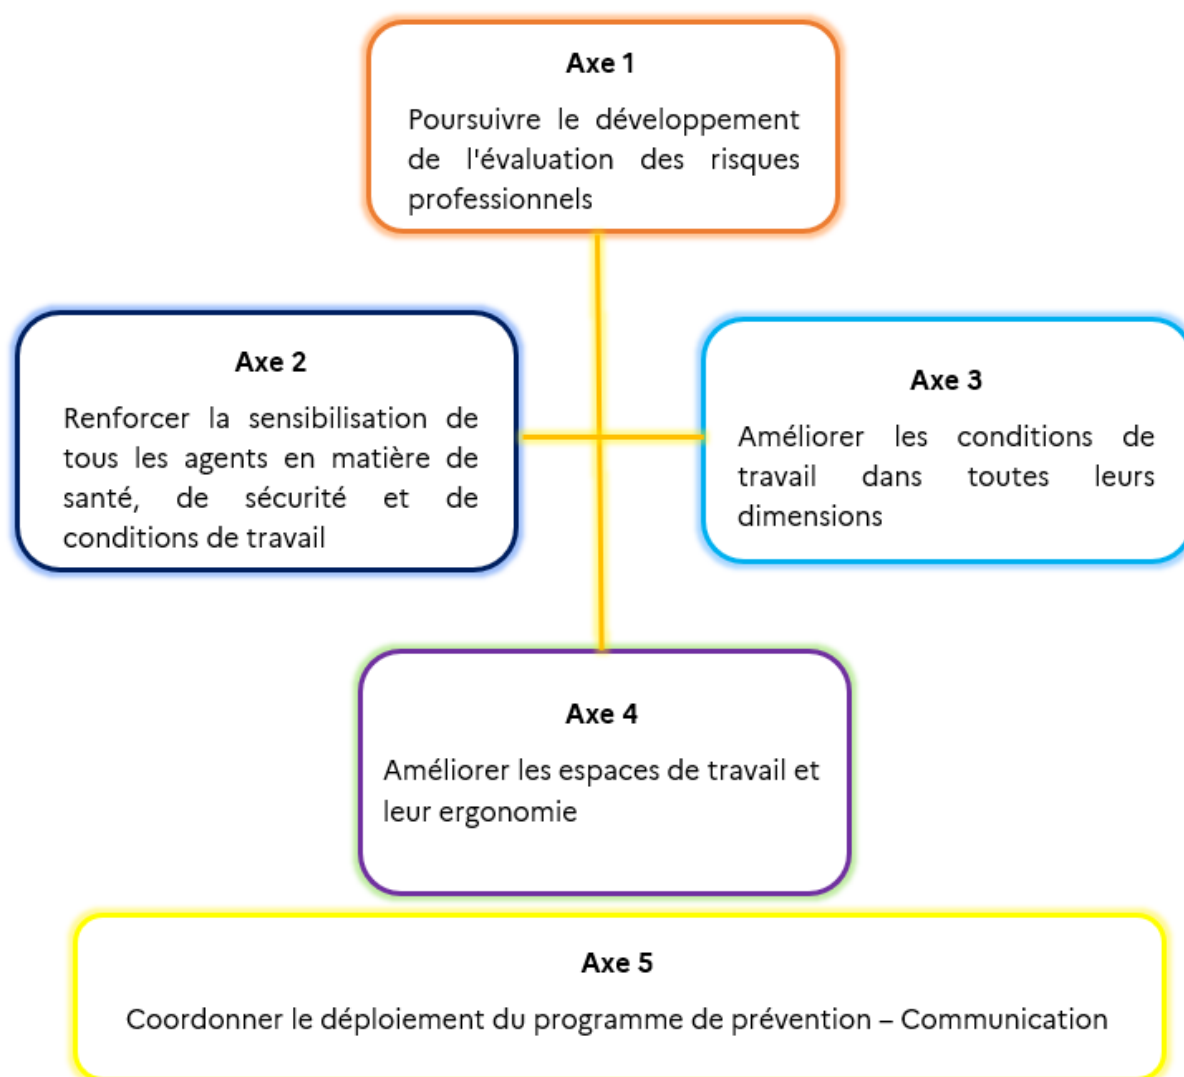 Axe 1
Poursuivre le développement
de l'évaluation des risques
professionnels
Axe 2
Renforcer la sensibilisation de
tous les agents en matière de
santé, de sécurité et de
conditions de travail
Axe 3
Améliorer les conditions de
travail dans toutes leurs
dimensions
Axe 4
Améliorer les espaces de travail et
leur ergonomie
Axe 5
Coordonner le déploiement du programme de prévention – Communication